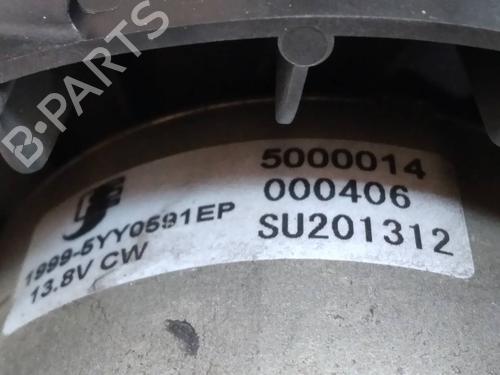 B-PARTS
5000014
000406
SU201312
1999-5YY0591EP
13.8V CW